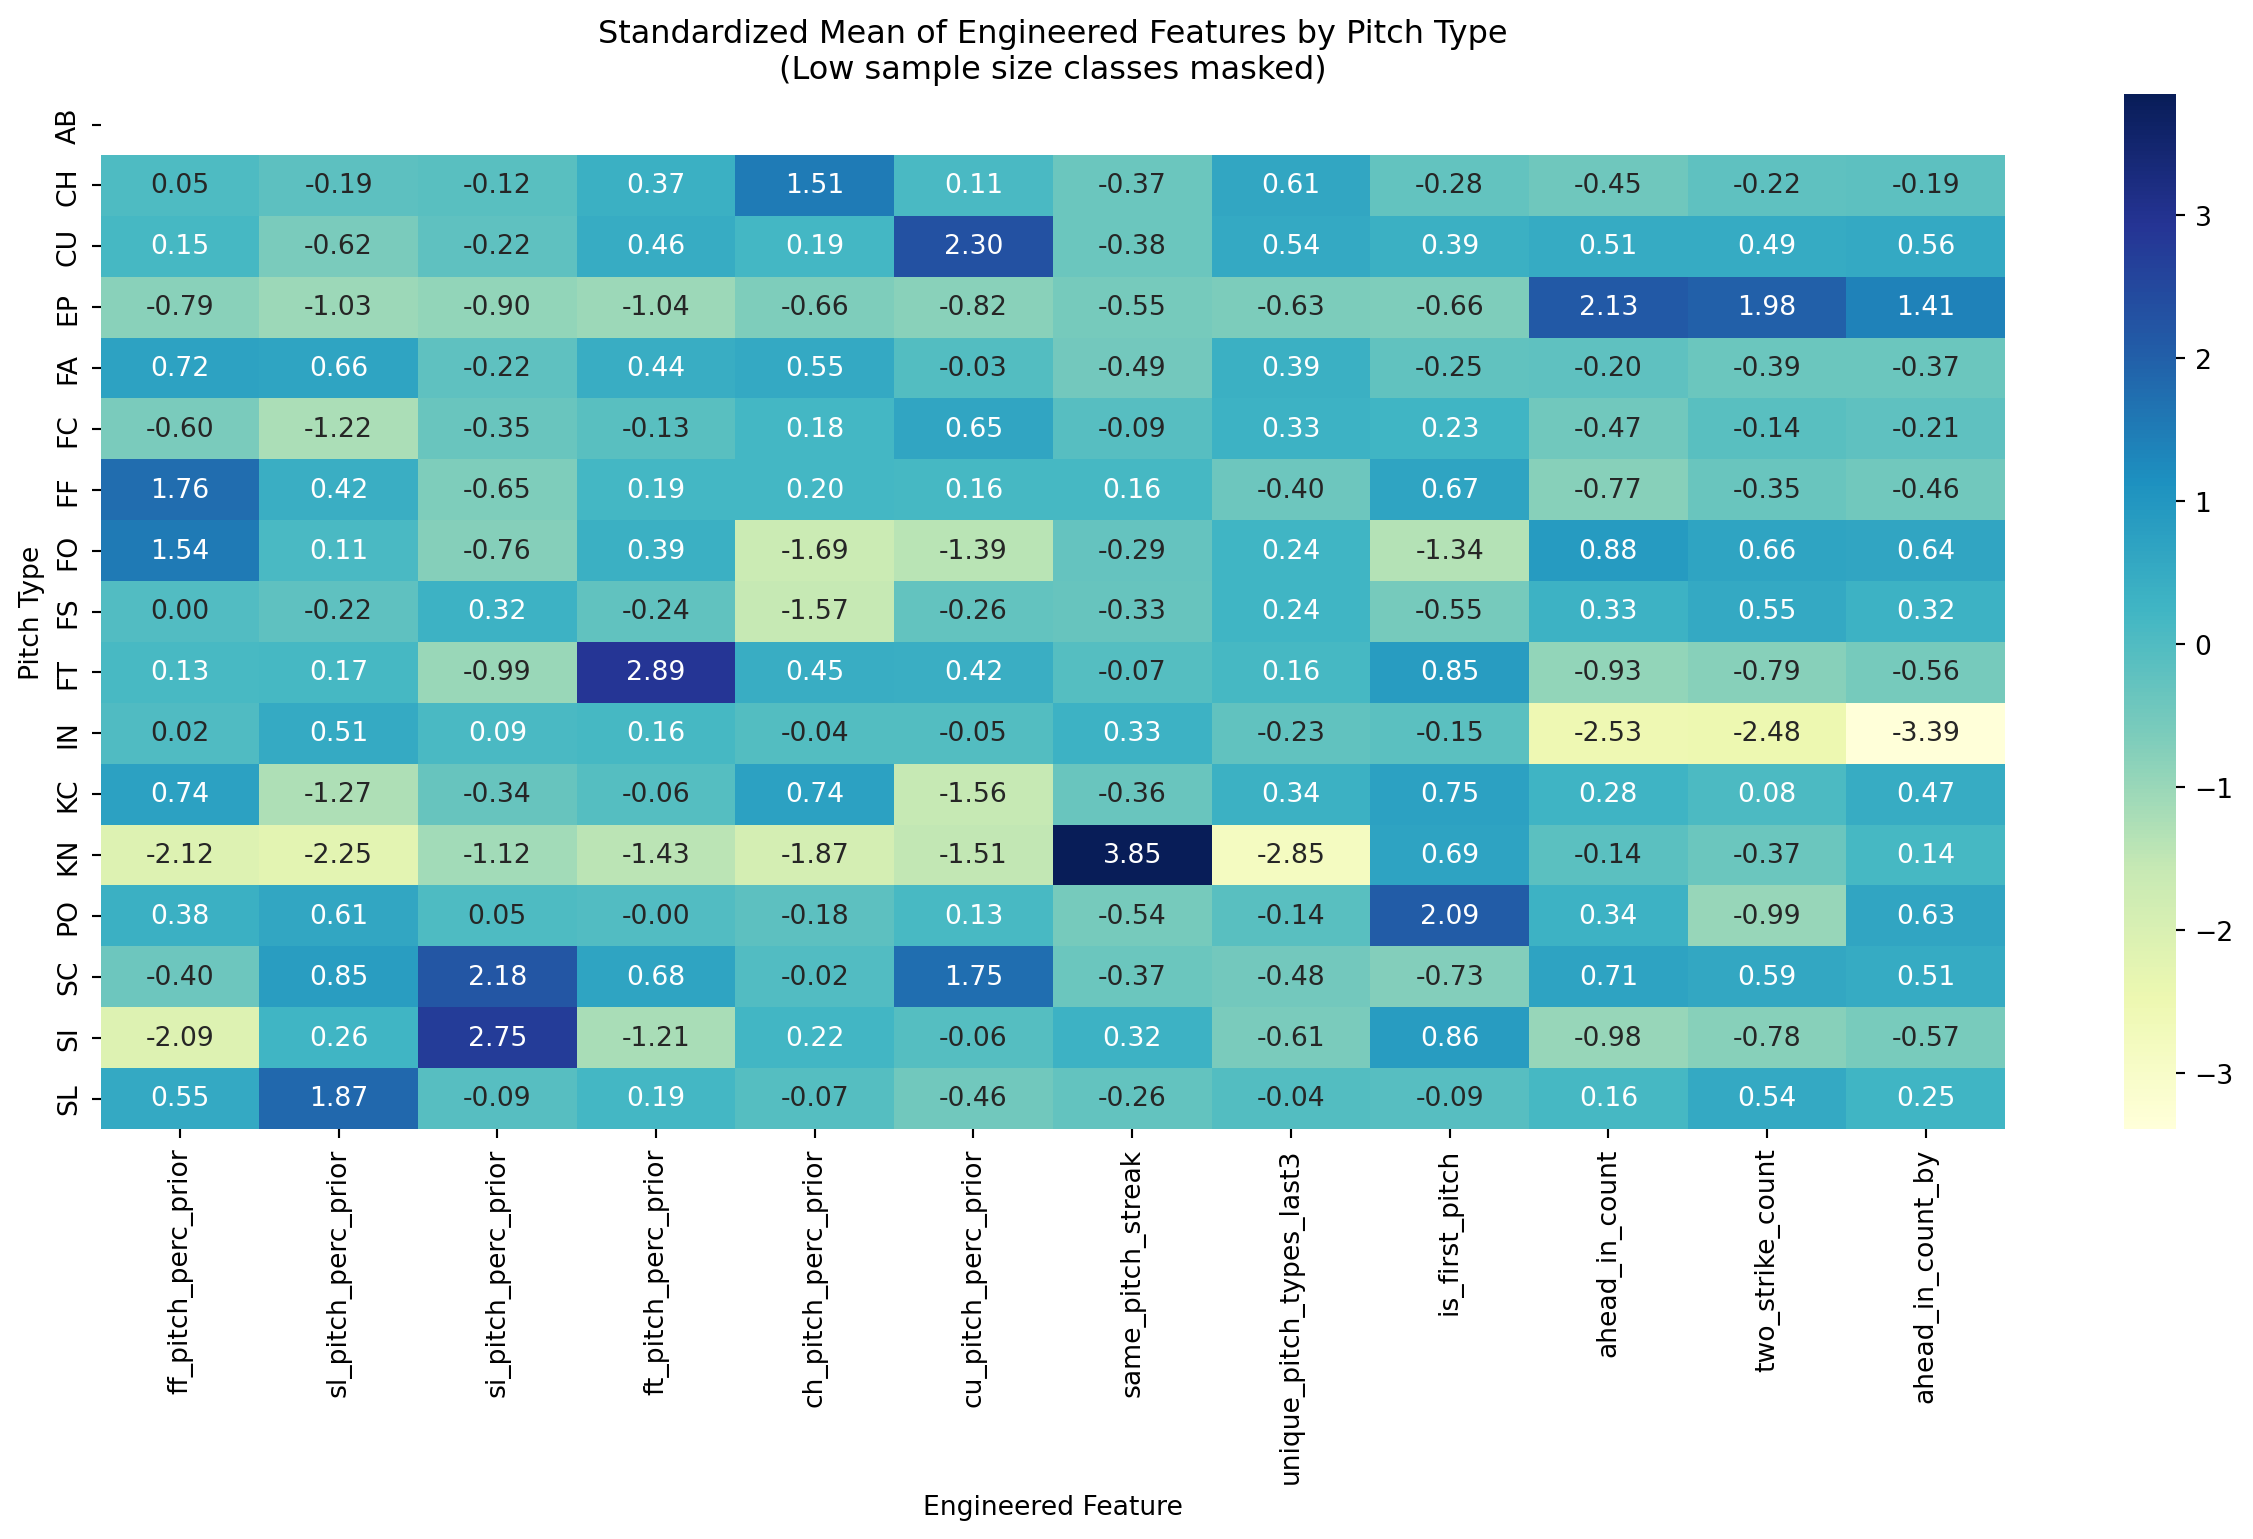 Standardized Mean of Engineered Features by Pitch Type
(Low sample size classes masked)
Pitch Type
AB
CH 0.05 -0.19 -0.12 0.37 1.51 0.11 -0.37 0.61 -0.28 -0.45 -0.22 -0.19
CU 0.15 -0.62 -0.22 0.46 0.19 2.30 -0.38 0.54 0.39 0.51 0.49 0.56
EP -0.79 -1.03 -0.90 -1.04 -0.66 -0.82 -0.55 -0.63 -0.66 2.13 1.98 1.41
FA 0.72 0.66 -0.22 0.44 0.55 -0.03 -0.49 0.39 -0.25 -0.20 -0.39 -0.37
FC -0.60 -1.22 -0.35 -0.13 0.18 0.65 -0.09 0.33 0.23 -0.47 -0.14 -0.21
FF 1.76 0.42 -0.65 0.19 0.20 0.16 0.16 -0.40 0.67 -0.77 -0.35 -0.46
FO 1.54 0.11 -0.76 0.39 -1.69 -1.39 -0.29 0.24 -1.34 0.88 0.66 0.64
FS 0.00 -0.22 0.32 -0.24 -1.57 -0.26 -0.33 0.24 -0.55 0.33 0.55 0.32
FT 0.13 0.17 -0.99 2.89 0.45 0.42 -0.07 0.16 0.85 -0.93 -0.79 -0.56
IN 0.02 0.51 0.09 0.16 -0.04 -0.05 0.33 -0.23 -0.15 -2.53 -2.48 -3.39
KC 0.74 -1.27 -0.34 -0.06 0.74 -1.56 -0.36 0.34 0.75 0.28 0.08 0.47
KN -2.12 -2.25 -1.12 -1.43 -1.87 -1.51 3.85 -2.85 0.69 -0.14 -0.37 0.14
PO 0.38 0.61 0.05 -0.00 -0.18 0.13 -0.54 -0.14 2.09 0.34 -0.99 0.63
SC -0.40 0.85 2.18 0.68 -0.02 1.75 -0.37 -0.48 -0.73 0.71 0.59 0.51
SI -2.09 0.26 2.75 -1.21 0.22 -0.06 0.32 -0.61 0.86 -0.98 -0.78 -0.57
SL 0.55 1.87 -0.09 0.19 -0.07 -0.46 -0.26 -0.04 -0.09 0.16 0.54 0.25
ff_pitch_perc_prior
sl_pitch_perc_prior
si_pitch_perc_prior
ft_pitch_perc_prior
ch_pitch_perc_prior
cu_pitch_perc_prior
same_pitch_streak
unique_pitch_types_last3
is_first_pitch
ahead_in_count
two_strike_count
ahead_in_count_by
Engineered Feature
3
2
1
0
−1
−2
−3